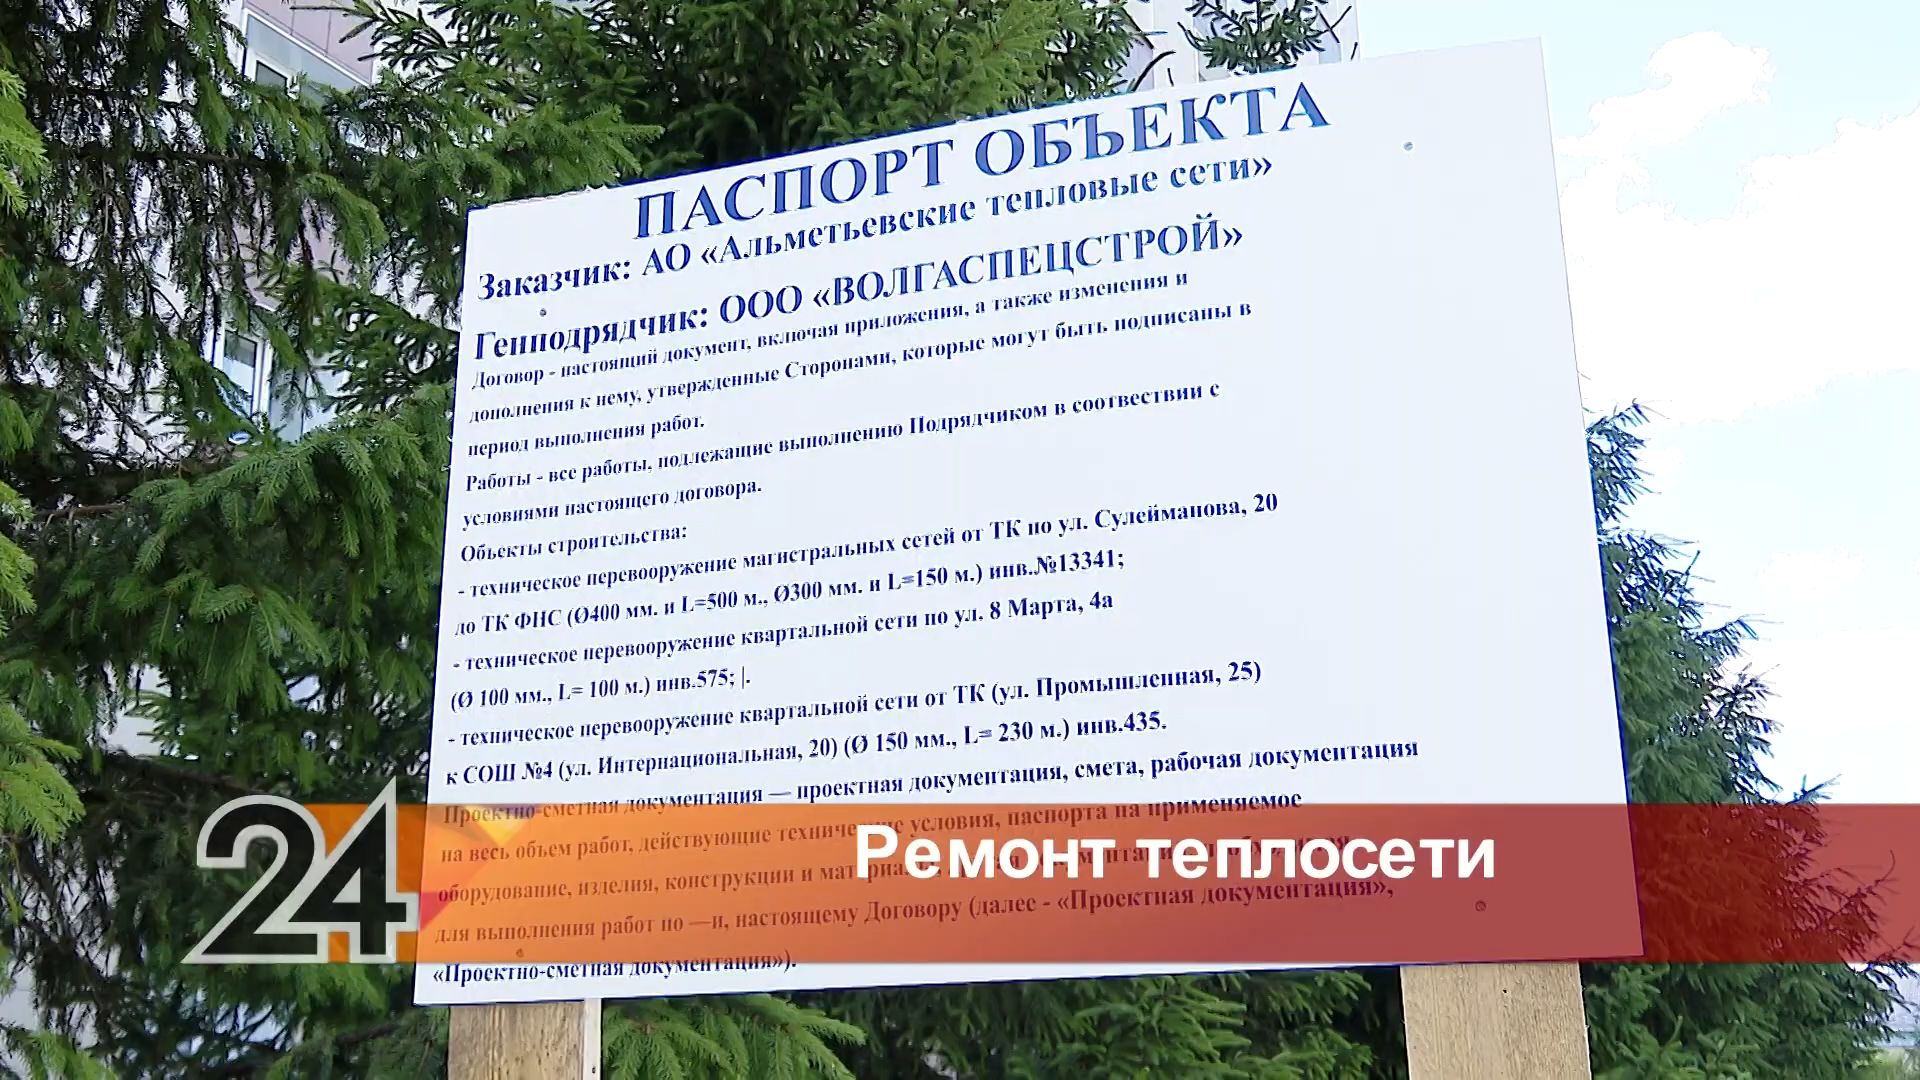 ПАСПОРТ ОБЪЕКТА
Заказчик: АО «Альметьевские тепловые сети»
Генподрядчик: ООО «ВОЛГАСПЕЦСТРОЙ»
Договор - настоящий документ, включая приложения, а также изменения и
дополнения к нему, утвержденные Сторонами, которые могут быть подписаны в
период выполнения работ.
Работы - все работы, подлежащие выполнению Подрядчиком в соотвествии с
условиями настоящего договора.
Объекты строительства:
- техническое перевооружение магистральных сетей от ТК по ул. Сулейманова, 20
до ТК ФНС (Ø400 мм. и L=500 м., Ø300 мм. и L=150 м.) инв.№13341;
- техническое перевооружение квартальной сети по ул. 8 Марта, 4а
(Ø 100 мм., L= 100 м.) инв.575; |.
- техническое перевооружение квартальной сети от ТК (ул. Промышленная, 25)
к СОШ №4 (ул. Интернациональная, 20) (Ø 150 мм., L= 230 м.) инв.435.
Проектно-сметная документация — проектная документация, смета, рабочая документация
на весь объем работ, действующие технические условия, паспорта на применяемое
оборудование, изделия, конструкции и
для выполнения работ по —и, настоящему Договору (далее - «Проектная документация»,
«Проектно-сметная документация»).
24
Ремонт теплосети